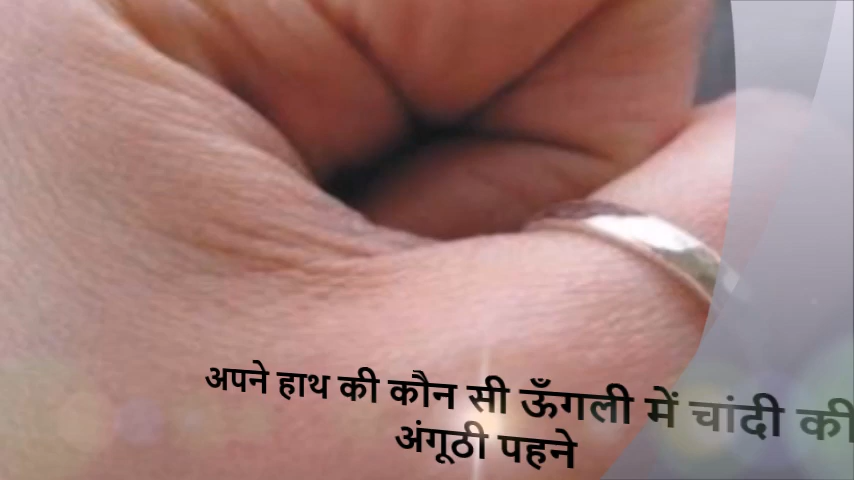 अपने हाथ की कौन सी ऊँगली में चांदी की
अंगूठी पहने